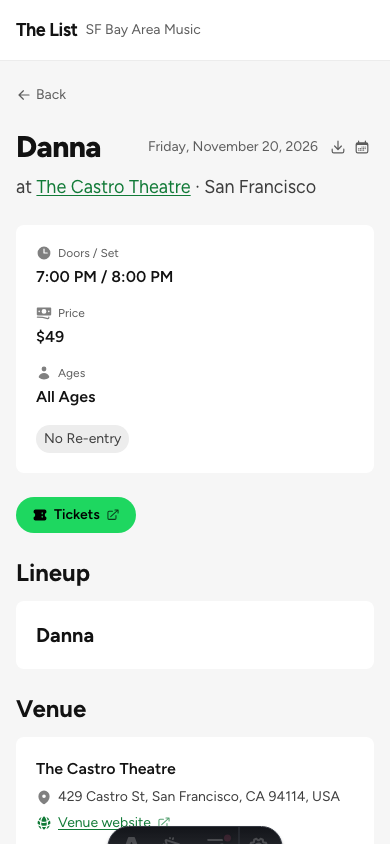 The List SF Bay Area Music
Back
Danna Friday, November 20, 2026
at The Castro Theatre · San Francisco
Doors / Set
7:00 PM / 8:00 PM
Price
$49
Ages
All Ages
No Re-entry
Tickets
Lineup
Danna
Venue
The Castro Theatre
429 Castro St, San Francisco, CA 94114, USA
Venue website